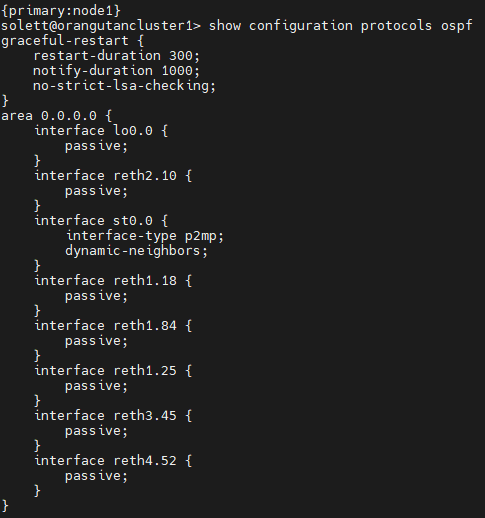 {primary:node1}
solett@orangutancluster1> show configuration protocols ospf
graceful-restart {
    restart-duration 300;
    notify-duration 1000;
    no-strict-lsa-checking;
}
area 0.0.0.0 {
    interface lo0.0 {
        passive;
    }
    interface reth2.10 {
        passive;
    }
    interface st0.0 {
        interface-type p2mp;
        dynamic-neighbors;
    }
    interface reth1.18 {
        passive;
    }
    interface reth1.84 {
        passive;
    }
    interface reth1.25 {
        passive;
    }
    interface reth3.45 {
        passive;
    }
    interface reth4.52 {
        passive;
    }
}